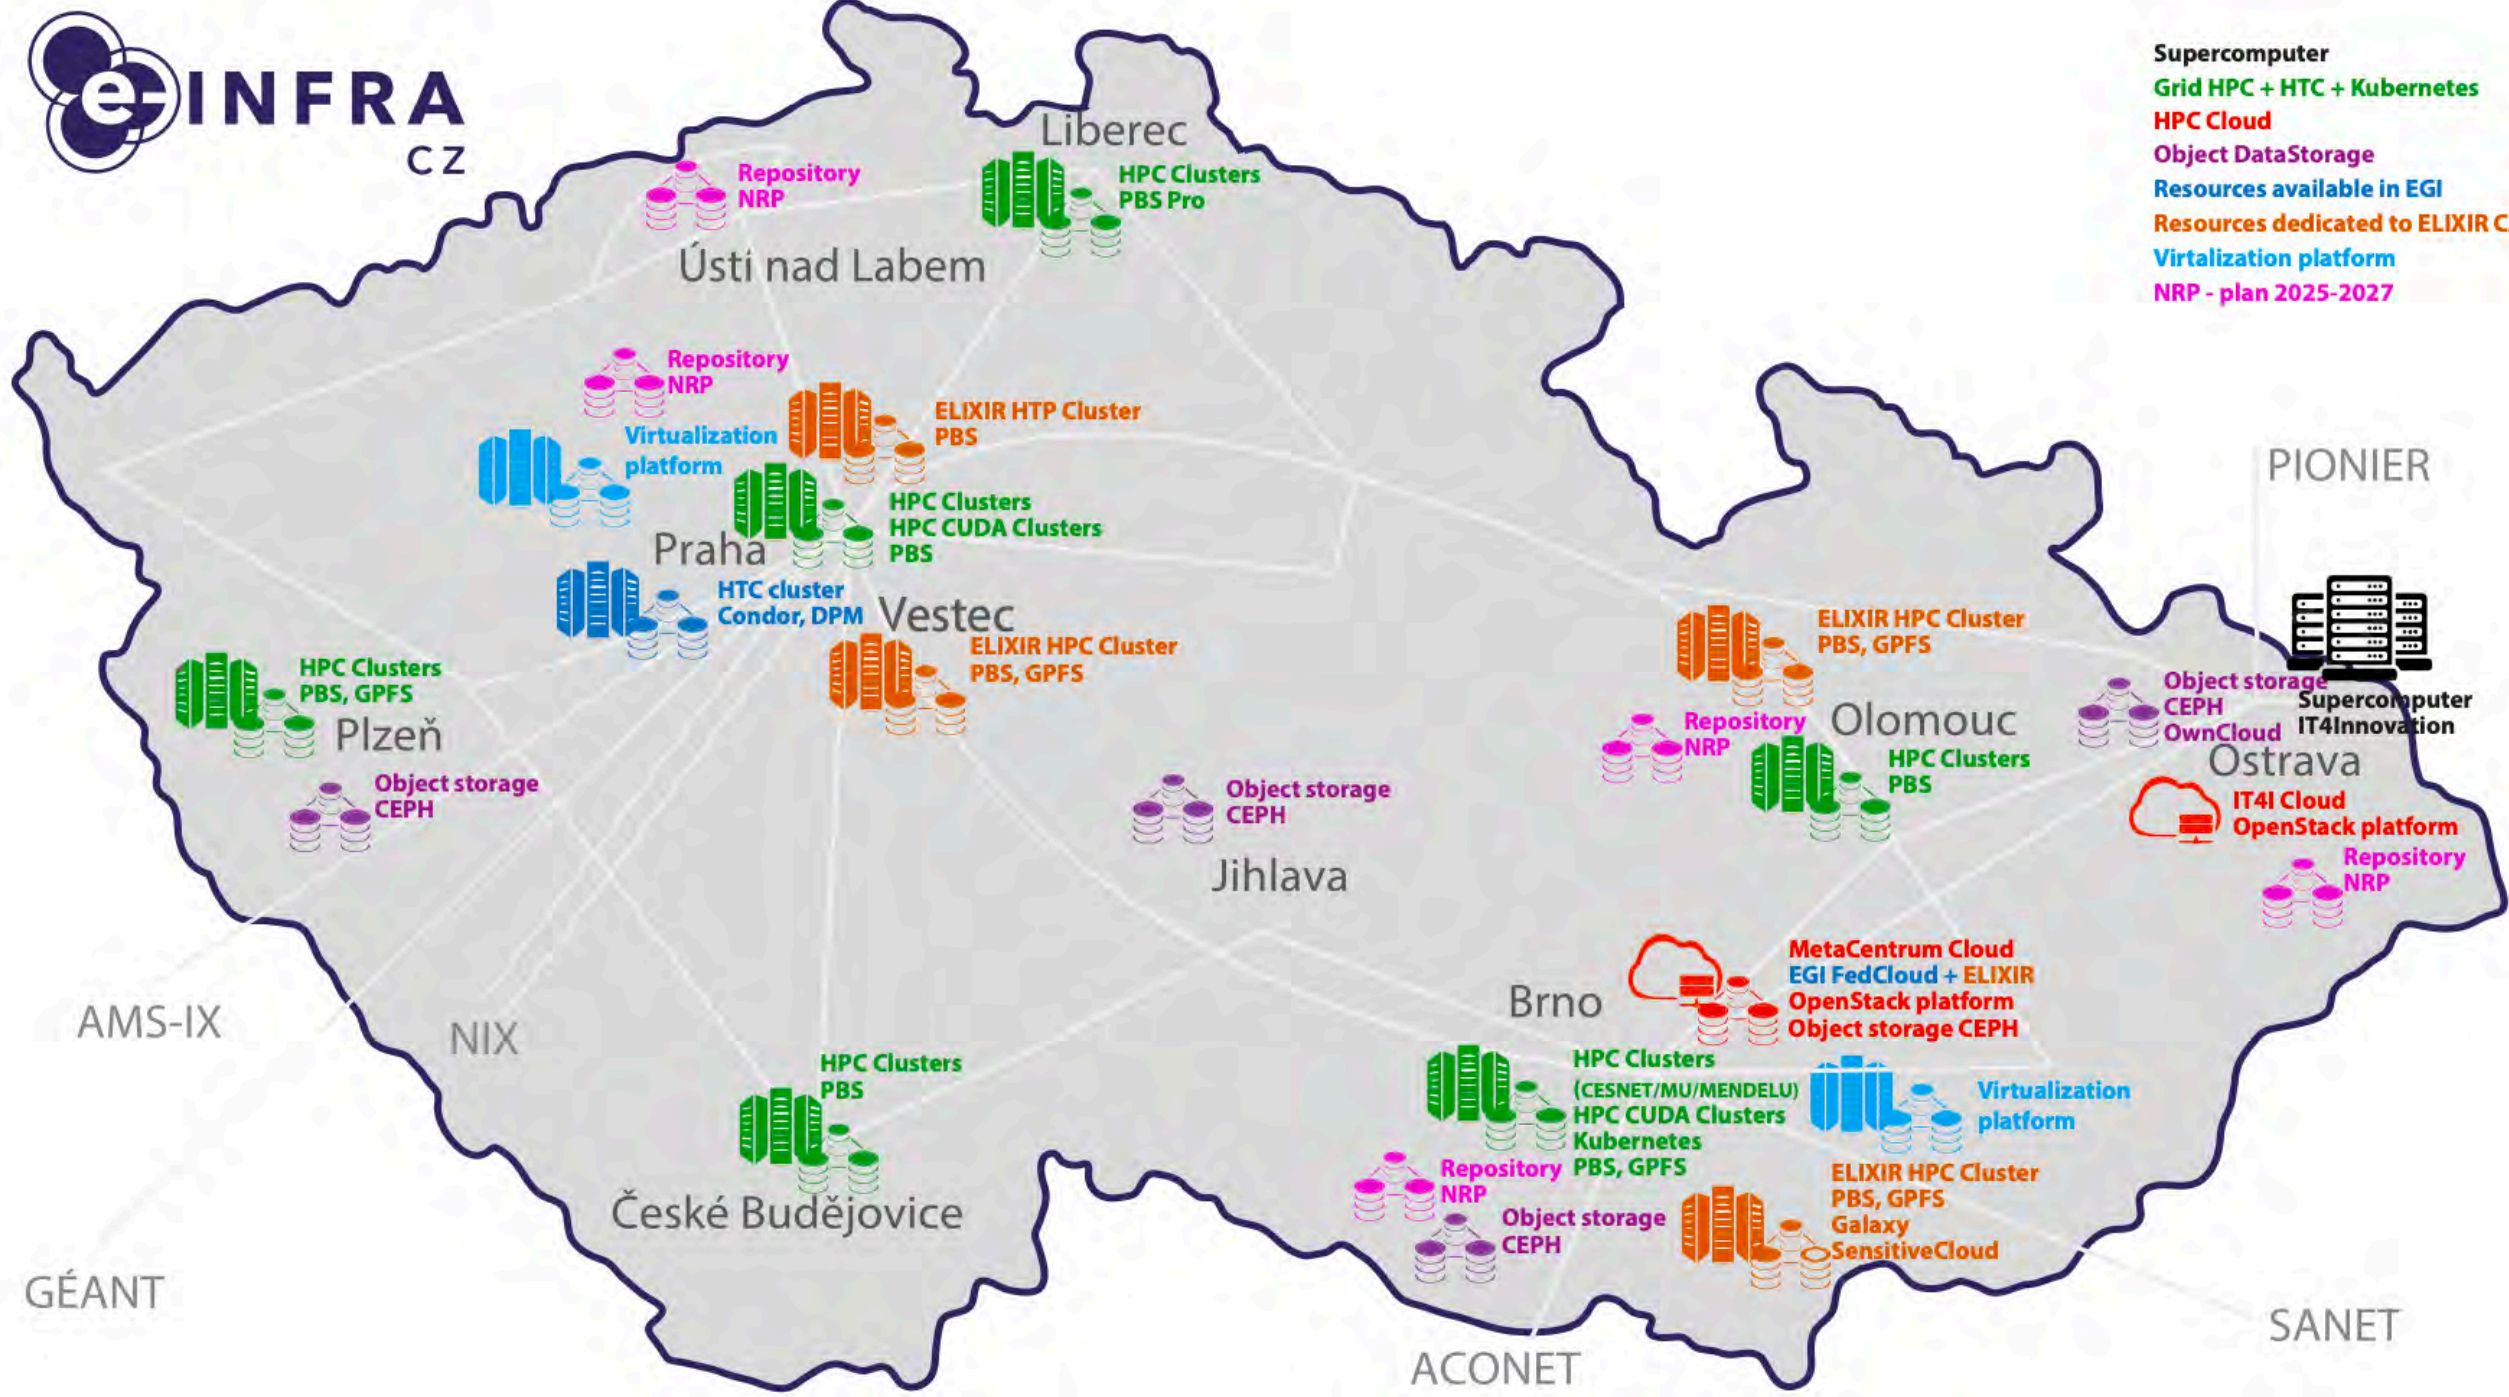 e-INFRA
CZ
Supercomputer
Grid HPC + HTC + Kubernetes
HPC Cloud
Object DataStorage
Resources available in EGI
Resources dedicated to ELIXIR
Virtalization platform
NRP - plan 2025-2027
Liberec
HPC Clusters
PBS Pro
Repository
NRP
Ústí nad Labem
Repository
NRP
ELIXIR HTP Cluster
PBS
Virtualization
platform
HPC Clusters
HPC CUDA Clusters
PBS
Praha
HTC cluster
Condor, DPM
Vestec
ELIXIR HPC Cluster
PBS, GPFS
HPC Clusters
PBS, GPFS
Plzeň
Object storage
CEPH
Object storage
CEPH
Jihlava
PIONIER
ELIXIR HPC Cluster
PBS, GPFS
Repository
NRP
Olomouc
HPC Clusters
PBS
Object storage
CEPH
OwnCloud
Supercomputer
IT4Innovation
Ostrava
IT4I Cloud
OpenStack platform
Repository
NRP
MetaCentrum Cloud
EGI FedCloud + ELIXIR
OpenStack platform
Object storage CEPH
Brno
HPC Clusters
(CESNET/MU/MENDELU)
HPC CUDA Clusters
Kubernetes
PBS, GPFS
Virtualization
platform
Repository
NRP
Object storage
CEPH
ELIXIR HPC Cluster
PBS, GPFS
Galaxy
SensitiveCloud
HPC Clusters
PBS
České Budějovice
AMS-IX
NIX
GÉANT
ACONET
SANET